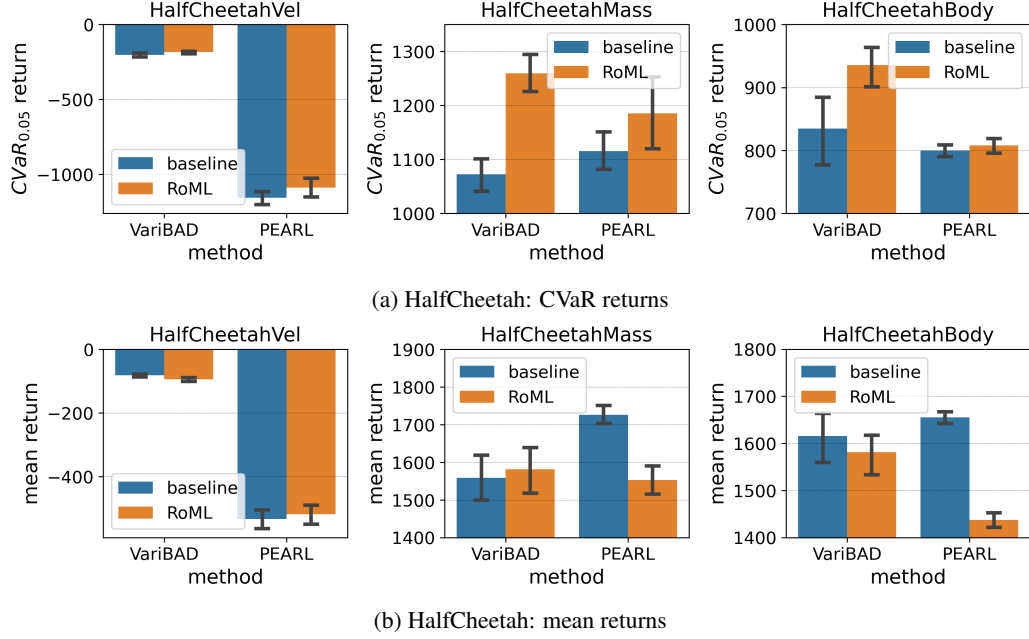 HalfCheetahVel
0
−500
−1000
CVaR0.05 return
baseline
RoML
VariBAD
PEARL
method
HalfCheetahMass
1300
1200
1100
1000
CVaR0.05 return
baseline
RoML
VariBAD
PEARL
method
HalfCheetahBody
1000
900
800
700
CVaR0.05 return
baseline
RoML
VariBAD
PEARL
method
(a) HalfCheetah: CVaR returns
HalfCheetahVel
0
−200
−400
mean return
baseline
RoML
VariBAD
PEARL
method
HalfCheetahMass
1900
1800
1700
1600
1500
1400
mean return
baseline
RoML
VariBAD
PEARL
method
HalfCheetahBody
1800
1700
1600
1500
1400
mean return
baseline
RoML
VariBAD
PEARL
method
(b) HalfCheetah: mean returns